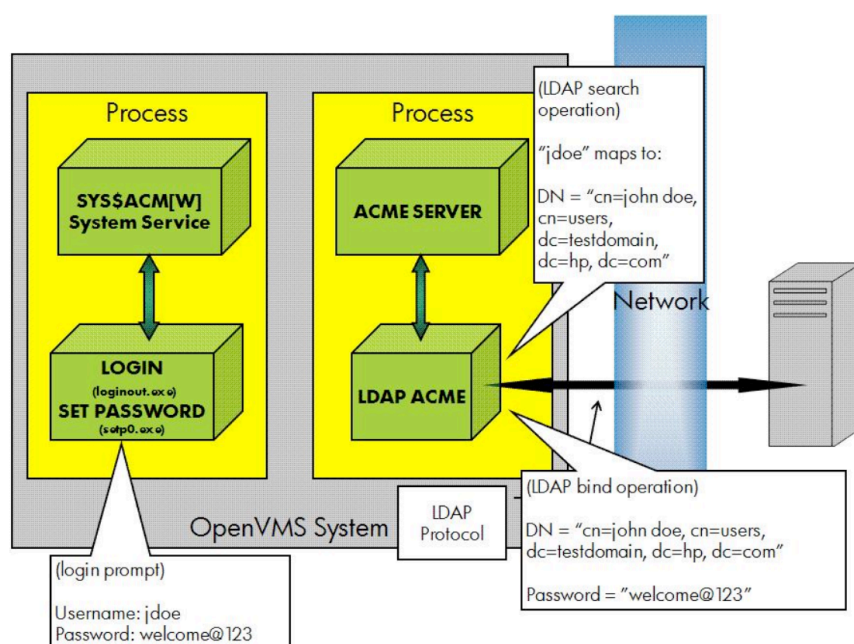 Process
SYS$ACM[W]
System Service
LOGIN
(loginout.exe)
SET PASSWORD
(setp0.exe)
Process
ACME SERVER
LDAP ACME
(LDAP search
operation)
"jdoe" maps to:
DN = "cn=john doe,
cn=users,
dc=testdomain,
dc=hp, dc=com"
Network
OpenVMS System
LDAP
Protocol
(LDAP bind operation)
DN = "cn=john doe, cn=users,
dc=testdomain, dc=hp, dc=com"
Password = "welcome@123"
(login prompt)
Username: jdoe
Password: welcome@123